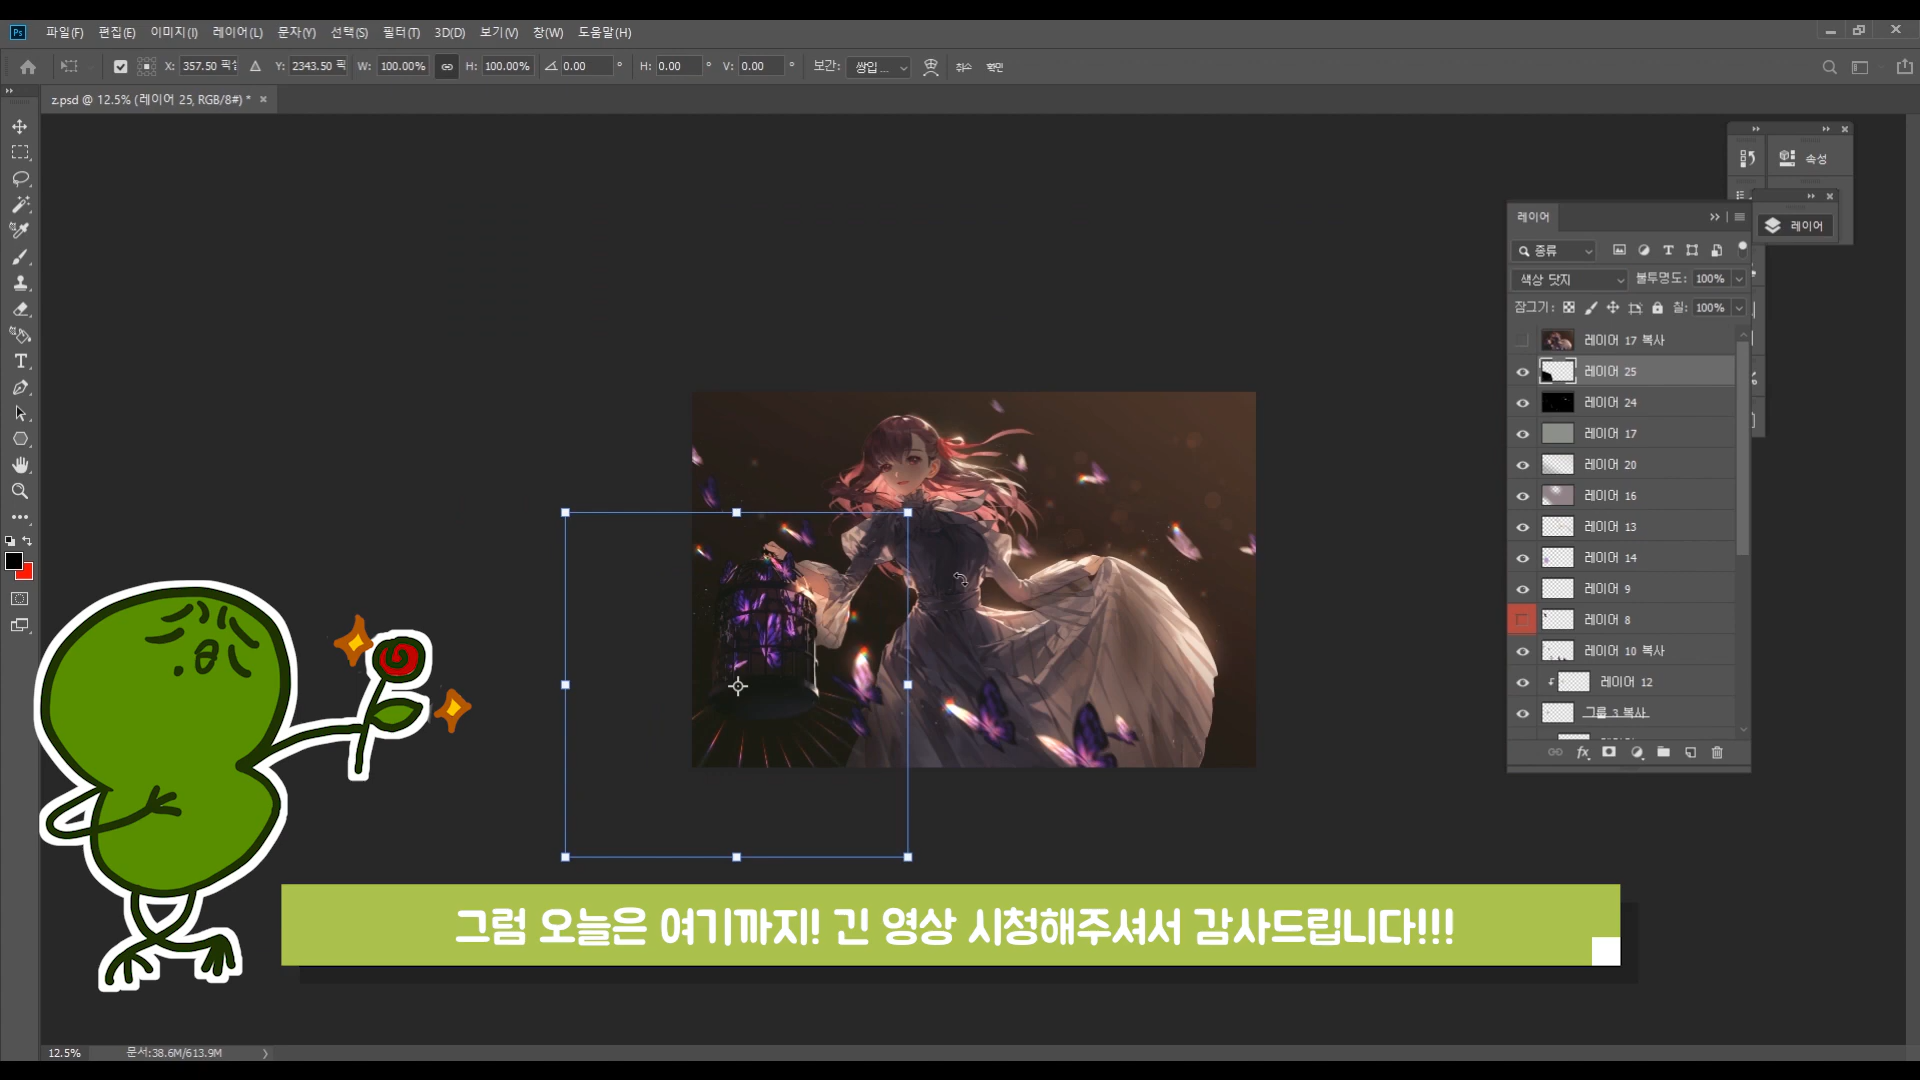 Ps 파일(F) 편집(E) 이미지(I) 레이어(L) 문자(Y) 선택(S) 필터(T) 3D(D) 보기(V) 창(W) 도움말(H)
X: 357.50 픽 Y: 2343.50 픽 W: 100.00% H: 100.00% 0.00 ° H: 0.00 ° V: 0.00 ° 보간: 쌍입 ... 취소 확인
z.psd @ 12.5% (레이어 25, RGB/8#) *
속성
레이어
레이어
종류
색상 닷지 불투명도: 100%
잠그기: 칠: 100%
레이어 17 복사
레이어 25
레이어 24
레이어 17
레이어 20
레이어 16
레이어 13
레이어 14
레이어 9
레이어 8
레이어 10 복사
레이어 12
그룹 3 복사
fx
그럼 오늘은 여기까지! 긴 영상 시청해주셔서 감사드립니다!!!
12.5% 문서:38.6M/613.9M